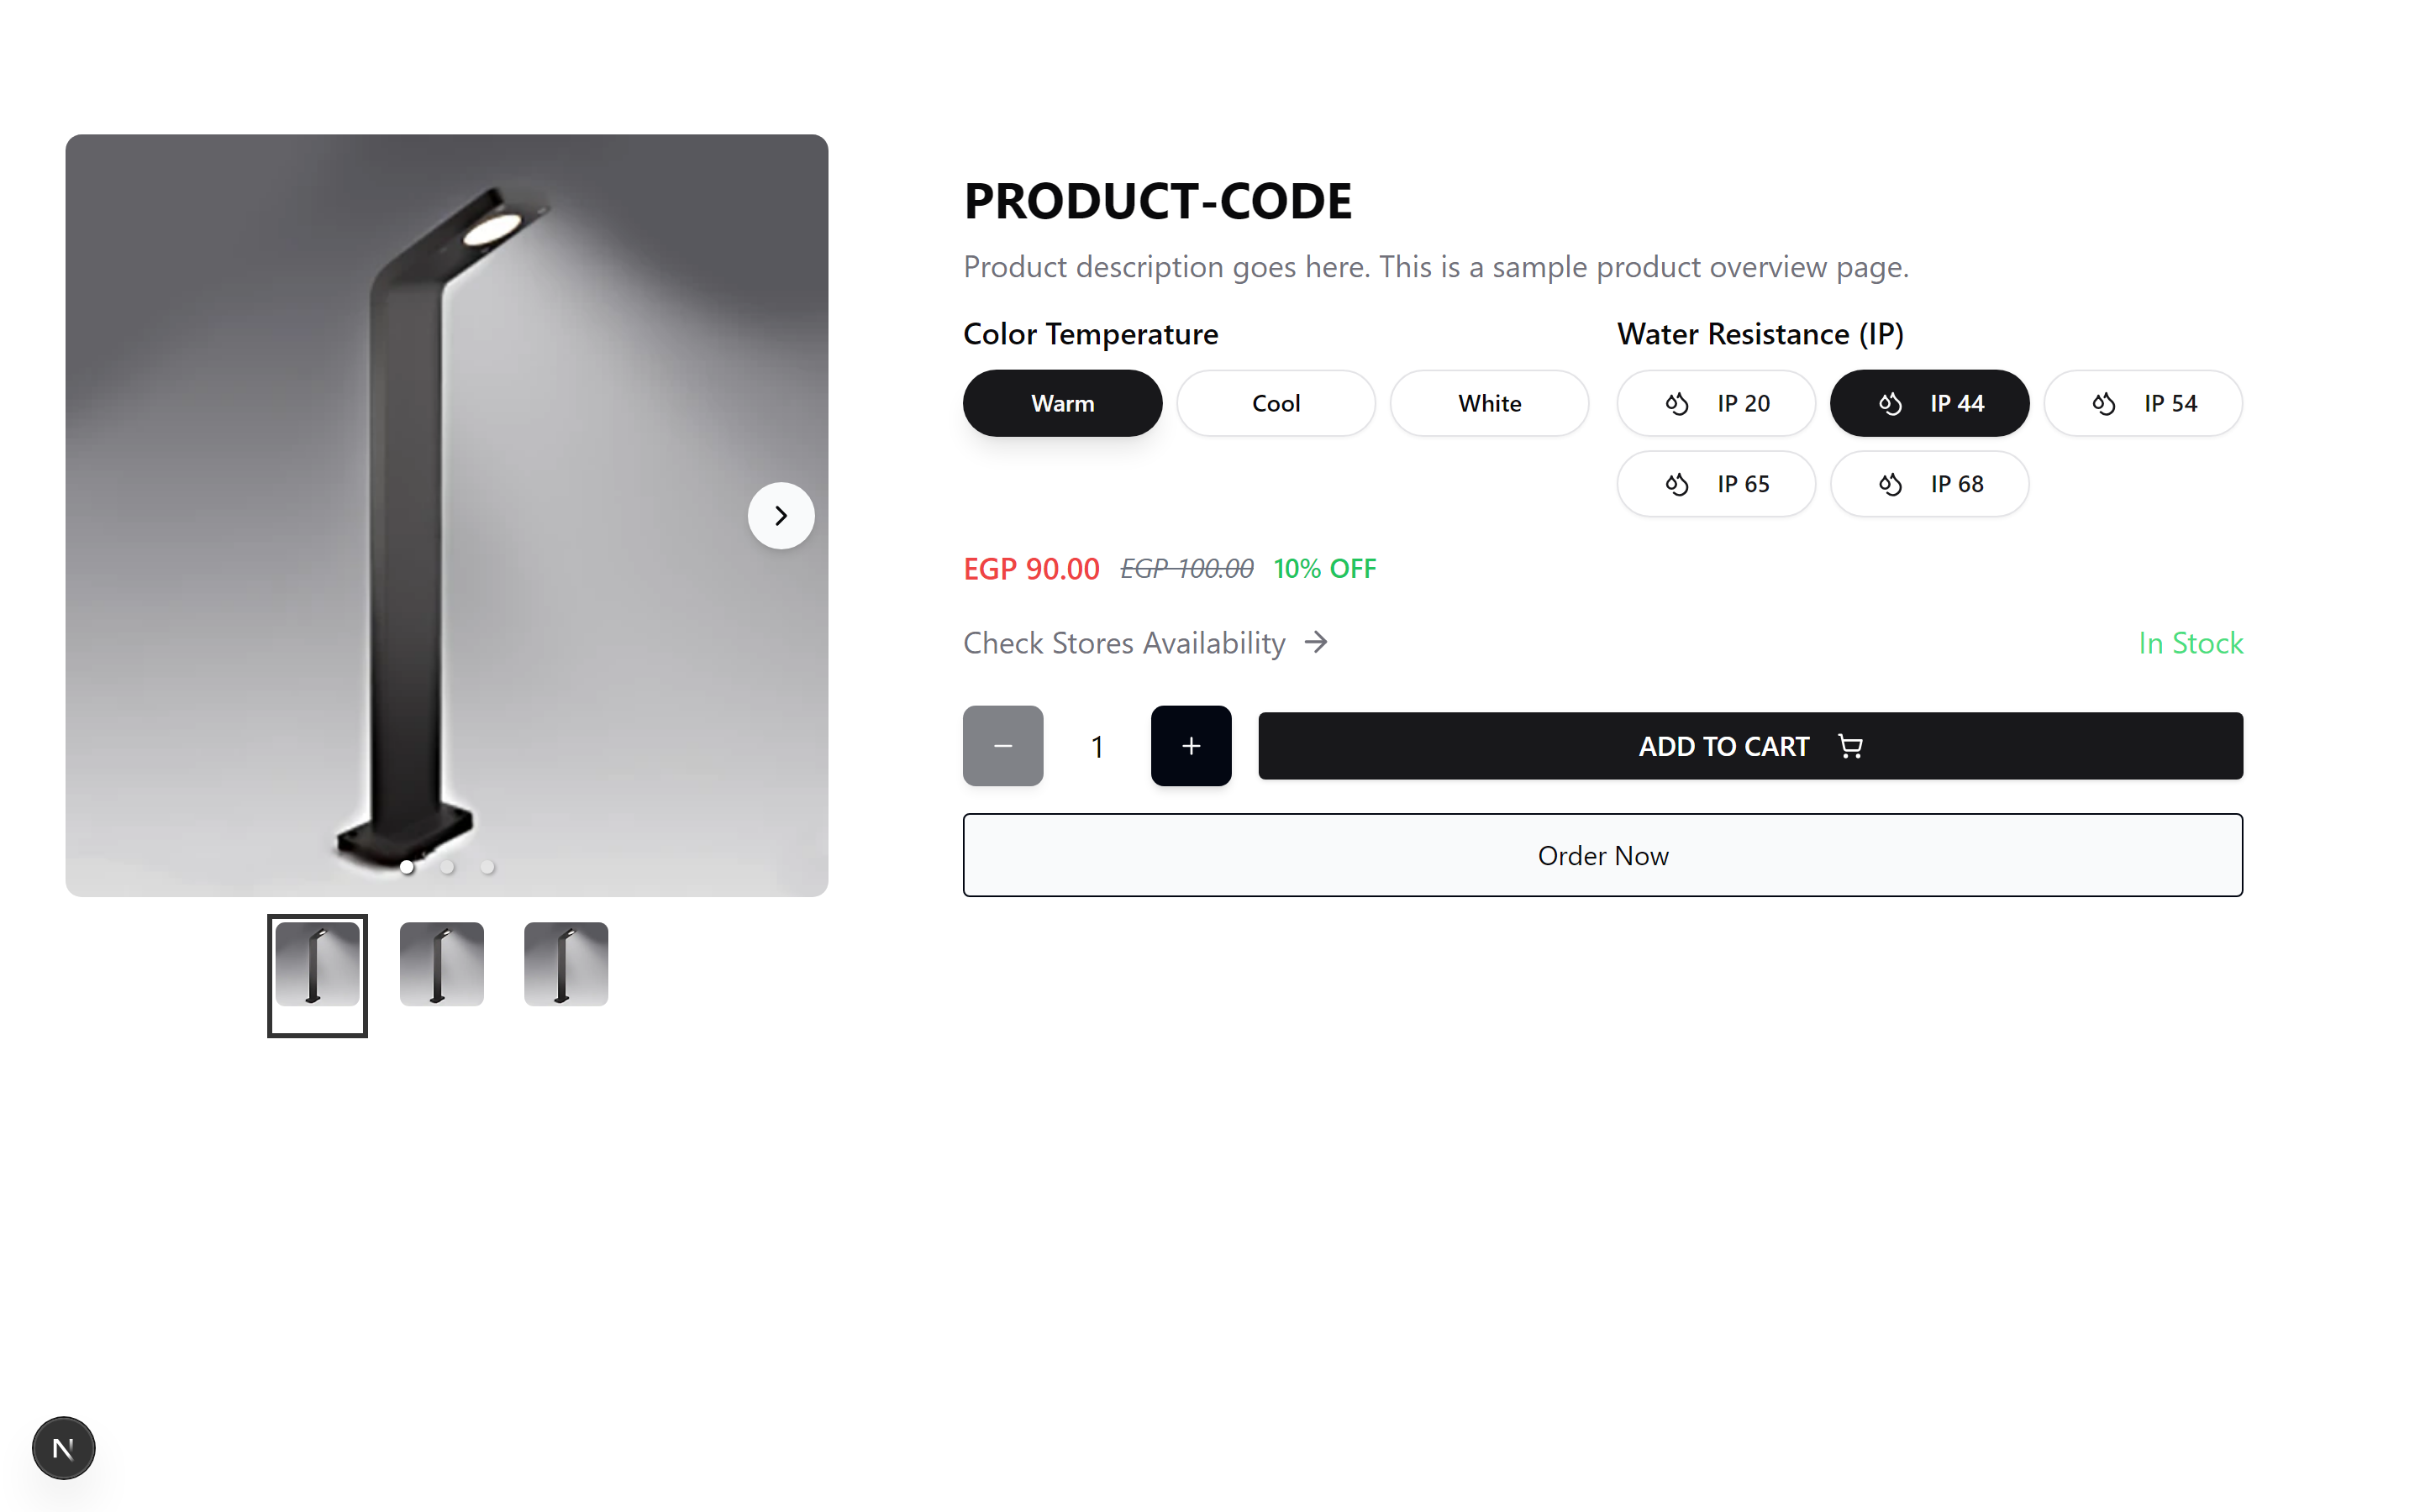 PRODUCT-CODE
Product description goes here. This is a sample product overview page.
Color Temperature
Warm Cool White
Water Resistance (IP)
IP 20 IP 44 IP 54
IP 65 IP 68
EGP 90.00 EGP 100.00 10% OFF
Check Stores Availability
In Stock
1
ADD TO CART
Order Now
N